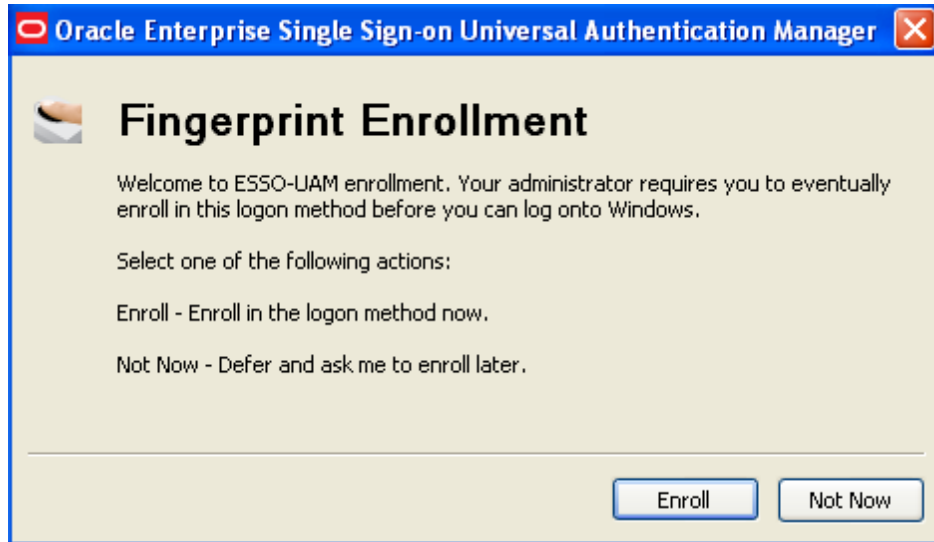 Oracle Enterprise Single Sign-on Universal Authentication Manager
Fingerprint Enrollment
Welcome to ESSO-UAM enrollment. Your administrator requires you to eventually
enroll in this logon method before you can log onto Windows.
Select one of the following actions:
Enroll - Enroll in the logon method now.
Not Now - Defer and ask me to enroll later.
Enroll Not Now